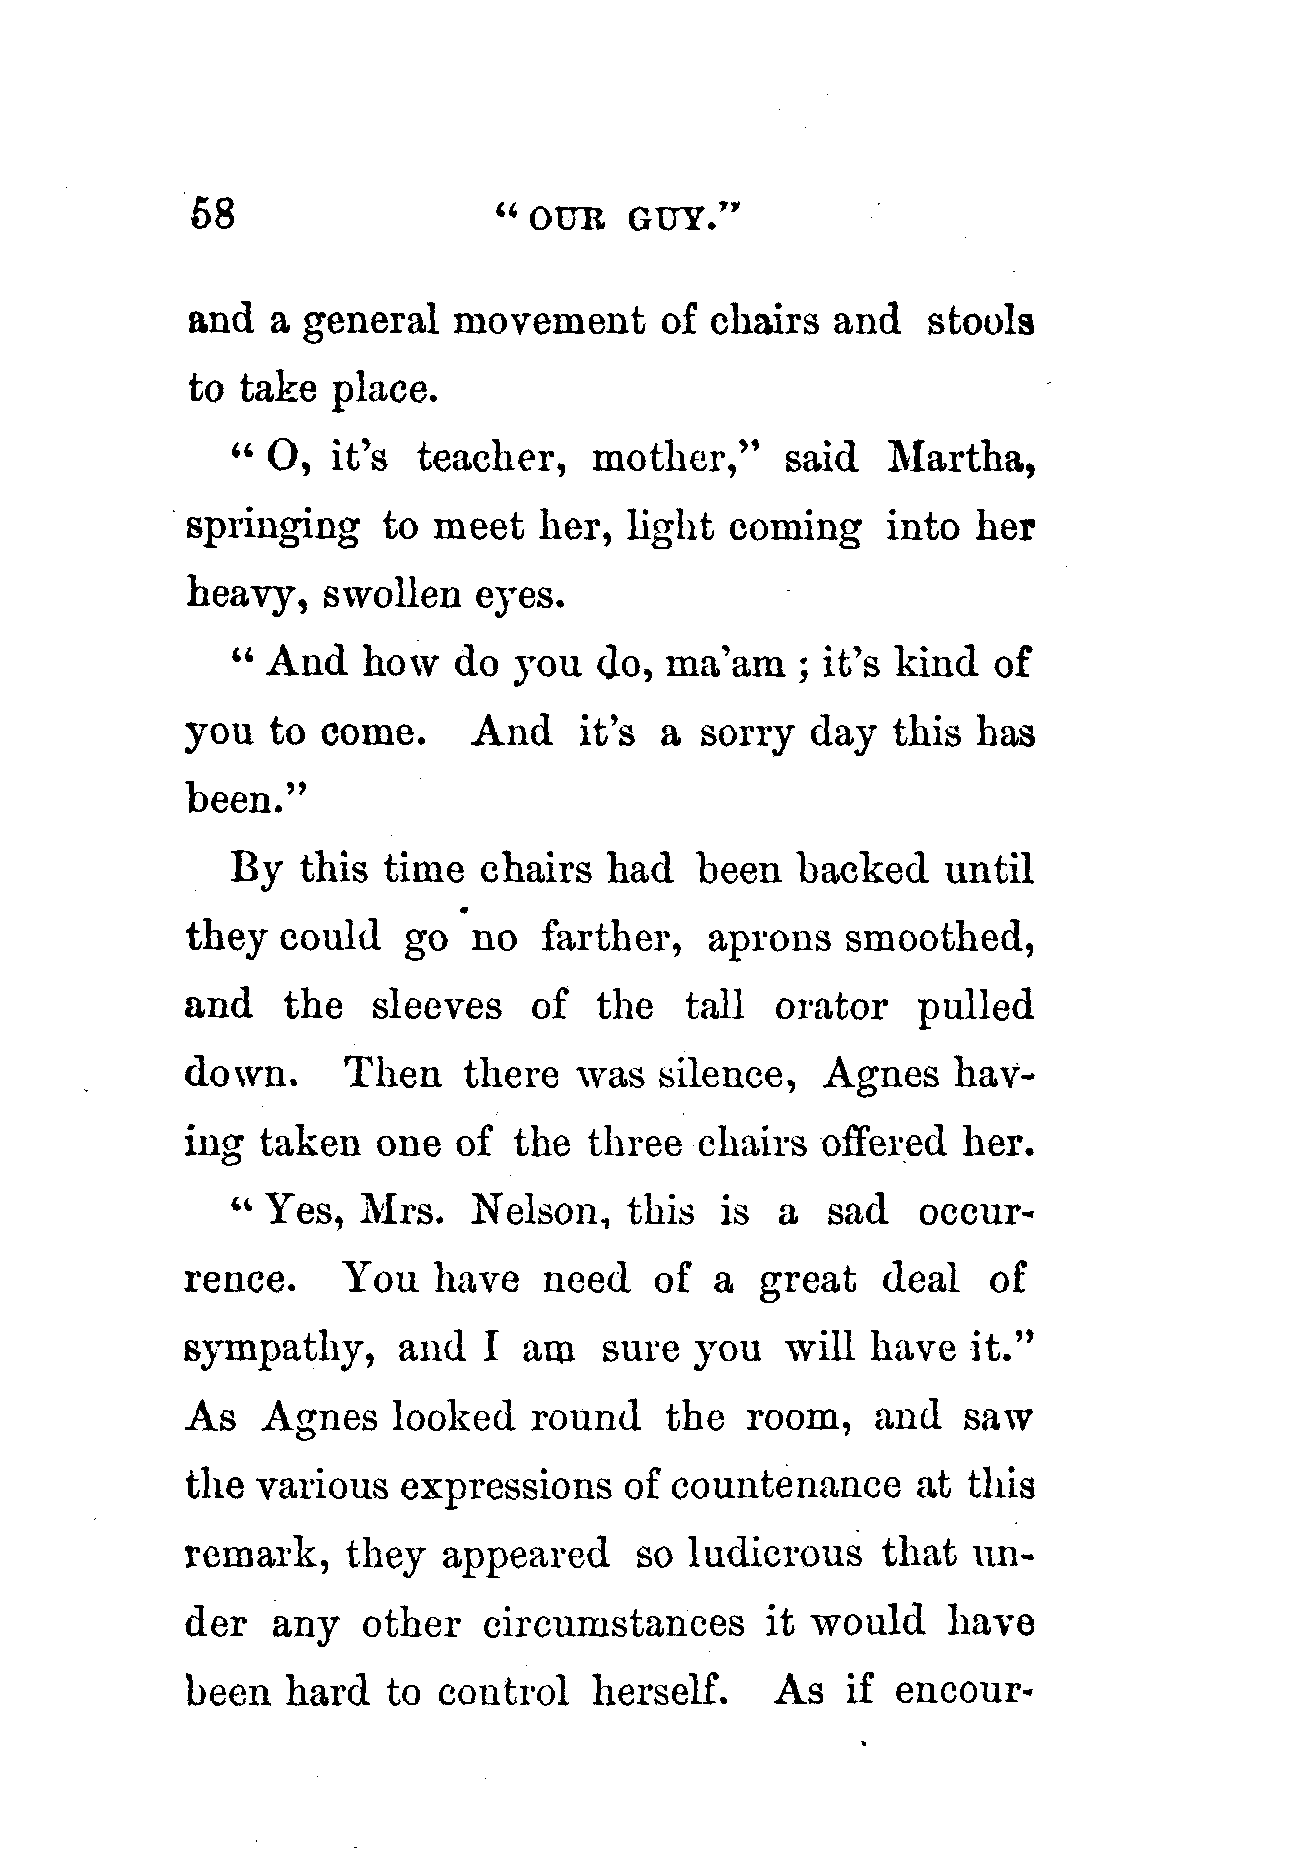 58 “ OUR GUY.”
and a general movement of chairs and stools
to take place.
“ O, it’s teacher, mother,” said Martha,
springing to meet her, light coming into her
heavy, swollen eyes.
“ And how do you do, ma’am ; it’s kind of
you to come. And it’s a sorry day this has
been.”
By this time chairs had been backed until
they could go no farther, aprons smoothed,
and the sleeves of the tall orator pulled
down. Then there was silence, Agnes hav-
ing taken one of the three chairs offered her.
“ Yes, Mrs. Nelson, this is a sad occur-
rence. You have need of a great deal of
sympathy, and I am sure you will have it.”
As Agnes looked round the room, and saw
the various expressions of countenance at this
remark, they appeared so ludicrous that un-
der any other circumstances it would have
been hard to control herself. As if encour-